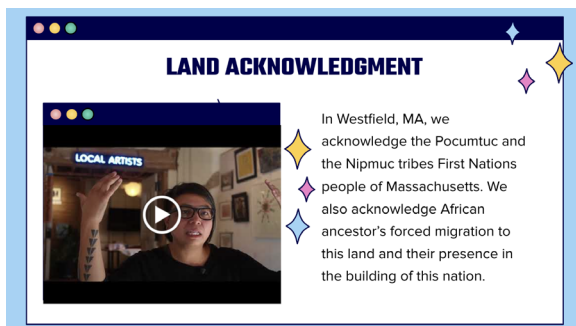 LAND ACKNOWLEDGMENT
LOCAL ARTISTS
In Westfield, MA, we
acknowledge the Pocumtuc and
the Nipmuc tribes First Nations
people of Massachusetts. We
also acknowledge African
ancestor's forced migration to
this land and their presence in
the building of this nation.